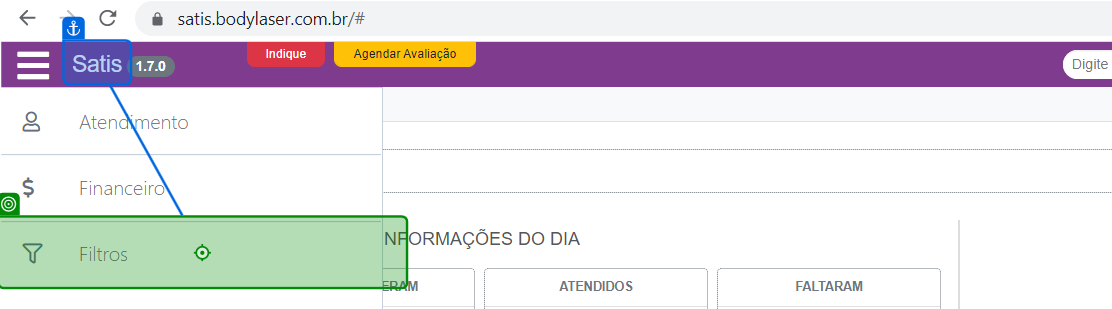 satis.bodylaser.com.br/#
Satis 1.7.0
Indique
Agendar Avaliação
Digite
Atendimento
Financeiro
Filtros
NFORMAÇÕES DO DIA
ERAM
ATENDIDOS
FALTARAM